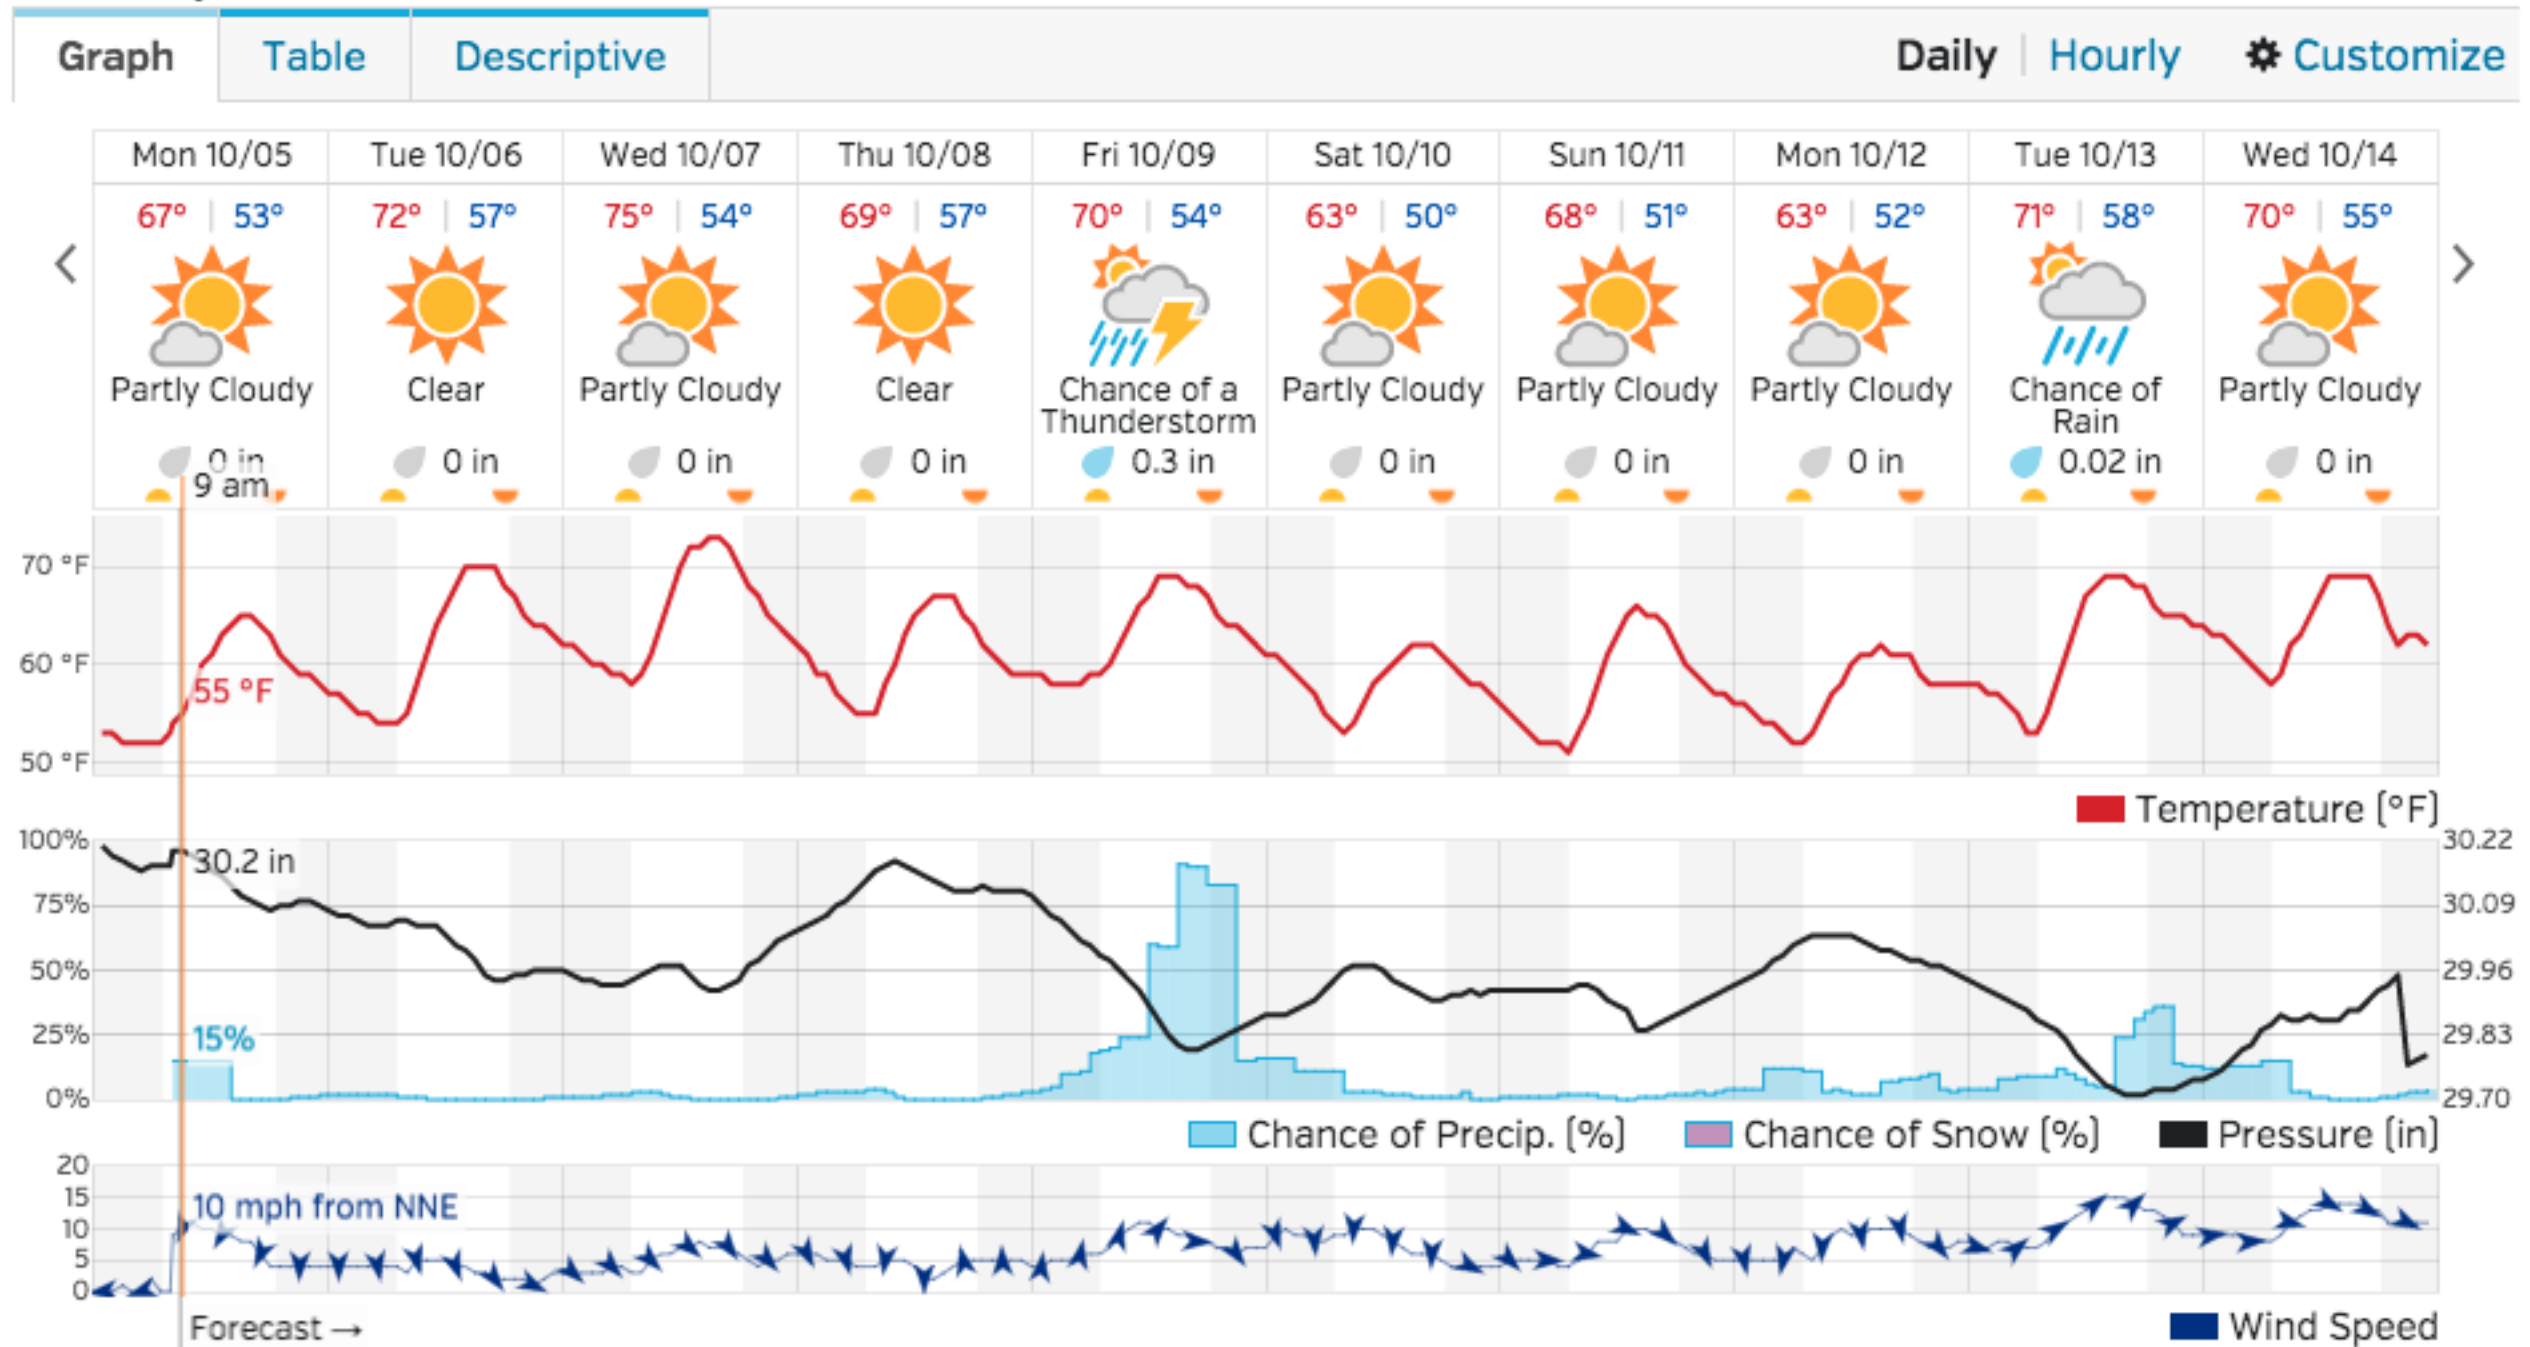 Graph Table Descriptive Daily Hourly Customize
Mon 10/05 Tue 10/06 Wed 10/07 Thu 10/08 Fri 10/09 Sat 10/10 Sun 10/11 Mon 10/12 Tue 10/13 Wed 10/14
67° | 53° 72° | 57° 75° | 54° 69° | 57° 70° | 54° 63° | 50° 68° | 51° 63° | 52° 71° | 58° 70° | 55°
Partly Cloudy Clear Partly Cloudy Clear Chance of a Partly Cloudy Partly Cloudy Partly Cloudy Chance of Partly Cloudy
Thunderstorm Rain
0 in 0 in 0 in 0 in 0.3 in 0 in 0 in 0 in 0.02 in 0 in
9 am
70 °F
60 °F
55 °F
50 °F
Temperature (°F)
100% 30.22
30.2 in
75% 30.09
50% 29.96
25% 15% 29.83
0% 29.70
Chance of Precip. (%) Chance of Snow (%) Pressure (in)
20
15
10 mph from NNE
10
5
0
Forecast →
Wind Speed